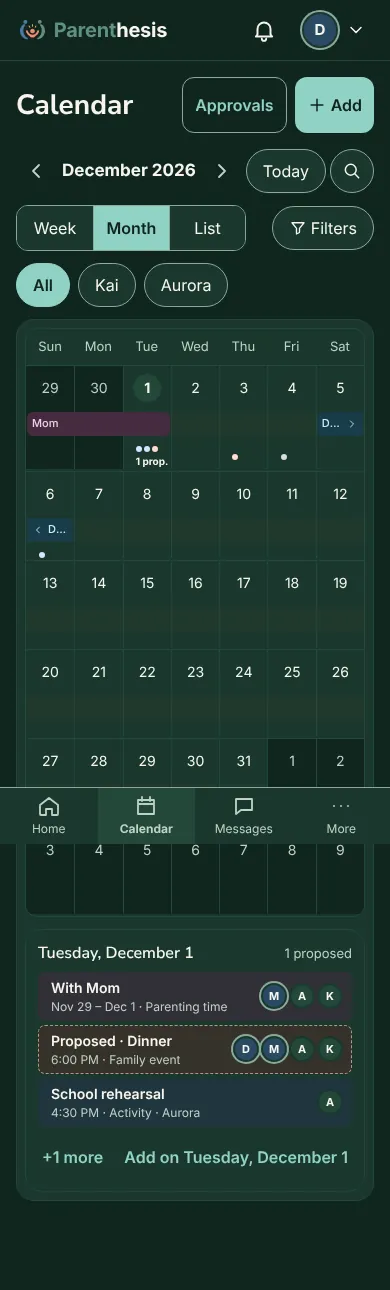 Parenthesis
D
Calendar
Approvals
+ Add
December 2026
Today
Week
Month
List
Filters
All
Kai
Aurora
Sun Mon Tue Wed Thu Fri Sat
29 30 1 2 3 4 5
Mom
D...
1 prop.
6 7 8 9 10 11 12
D...
13 14 15 16 17 18 19
20 21 22 23 24 25 26
27 28 29 30 31 1 2
Home
Calendar
Messages
More
3 4 5 6 7 8 9
Tuesday, December 1
1 proposed
With Mom
M A K
Nov 29 – Dec 1 · Parenting time
Proposed · Dinner
D M A K
6:00 PM · Family event
School rehearsal
A
4:30 PM · Activity · Aurora
+1 more
Add on Tuesday, December 1